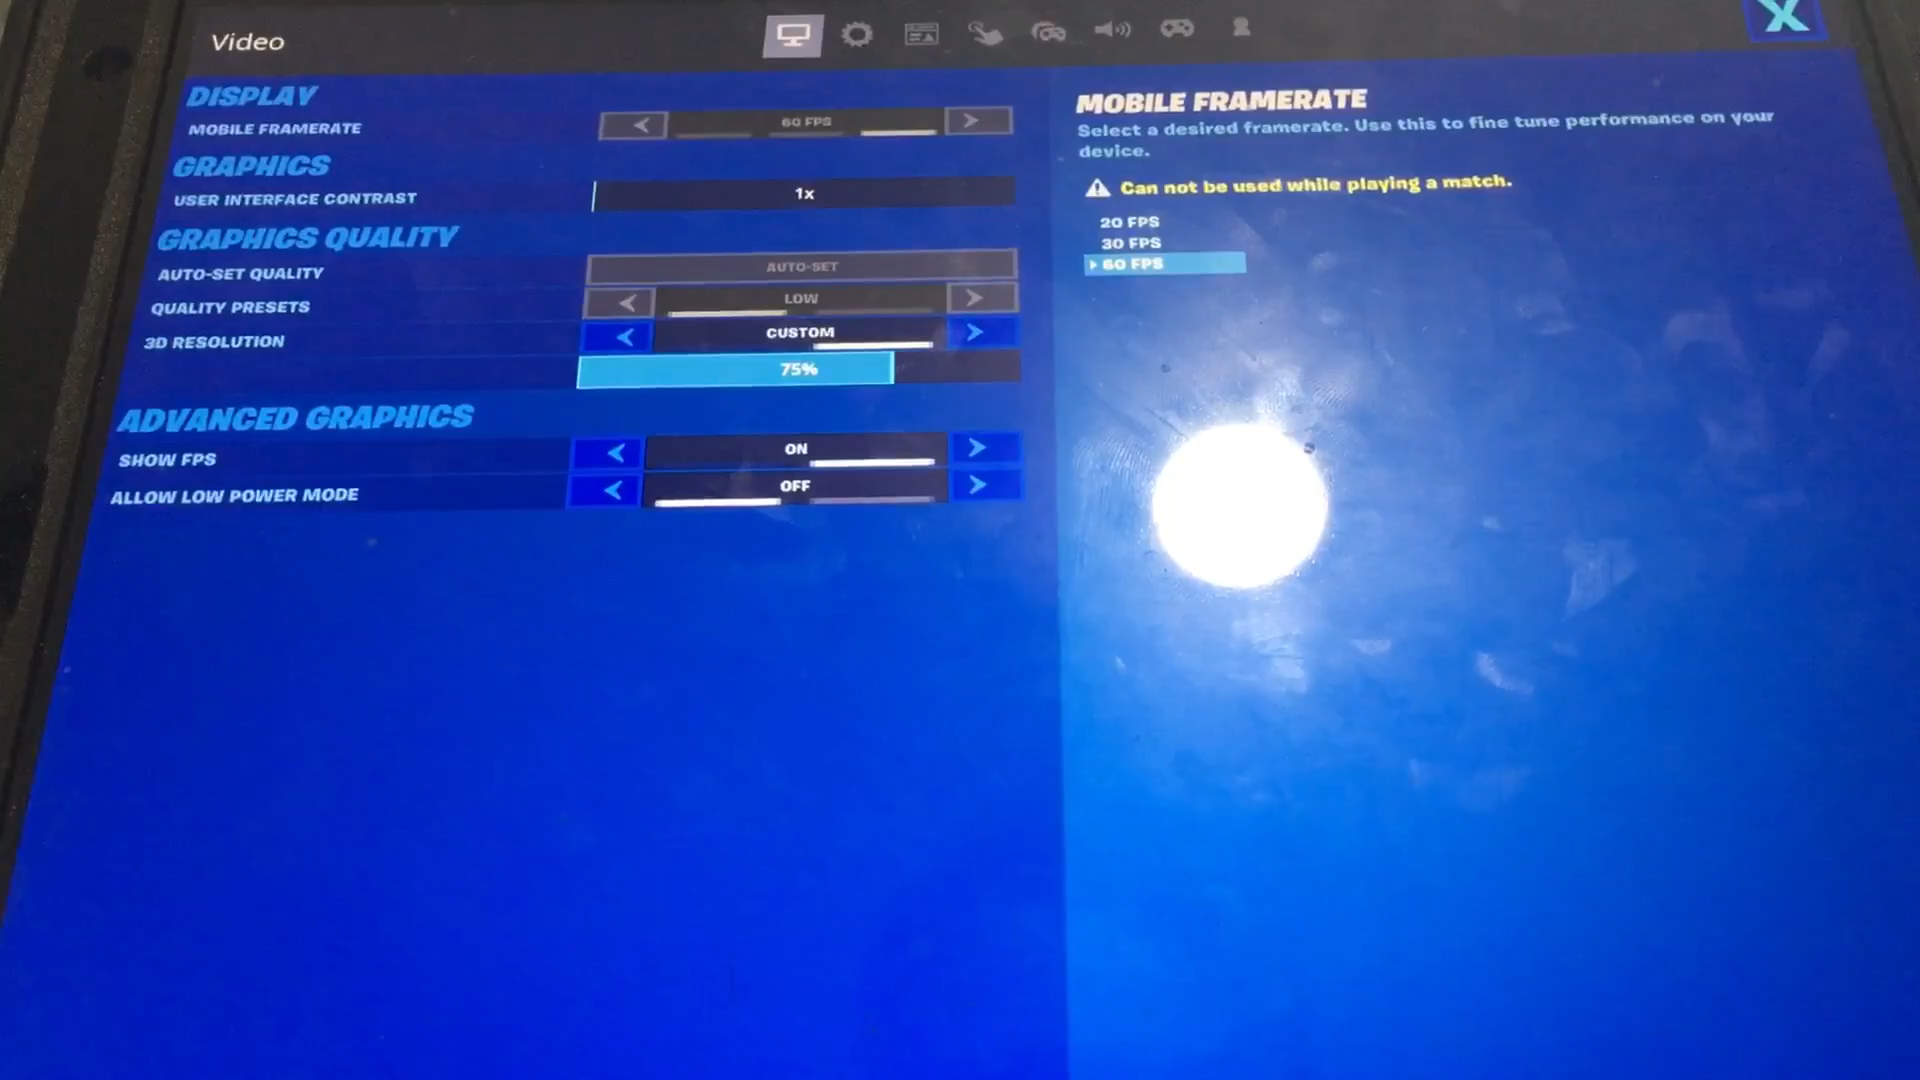 Video
X
DISPLAY
MOBILE FRAMERATE
60 FPS
GRAPHICS
USER INTERFACE CONTRAST
1x
GRAPHICS QUALITY
AUTO-SET QUALITY
AUTO-SET
QUALITY PRESETS
LOW
3D RESOLUTION
CUSTOM
75%
ADVANCED GRAPHICS
SHOW FPS
ON
ALLOW LOW POWER MODE
OFF
MOBILE FRAMERATE
Select a desired framerate. Use this to fine tune performance on your
device.
Can not be used while playing a match.
20 FPS
30 FPS
60 FPS